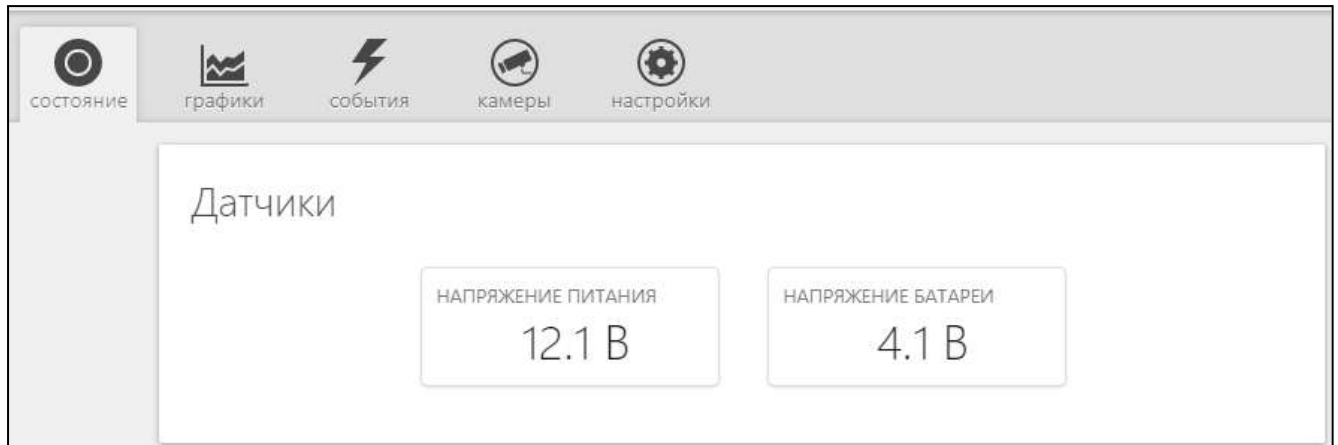 состояние графики события камеры настройки
Датчики
НАПРЯЖЕНИЕ ПИТАНИЯ НАПРЯЖЕНИЕ БАТАРЕИ
12.1 В 4.1 В